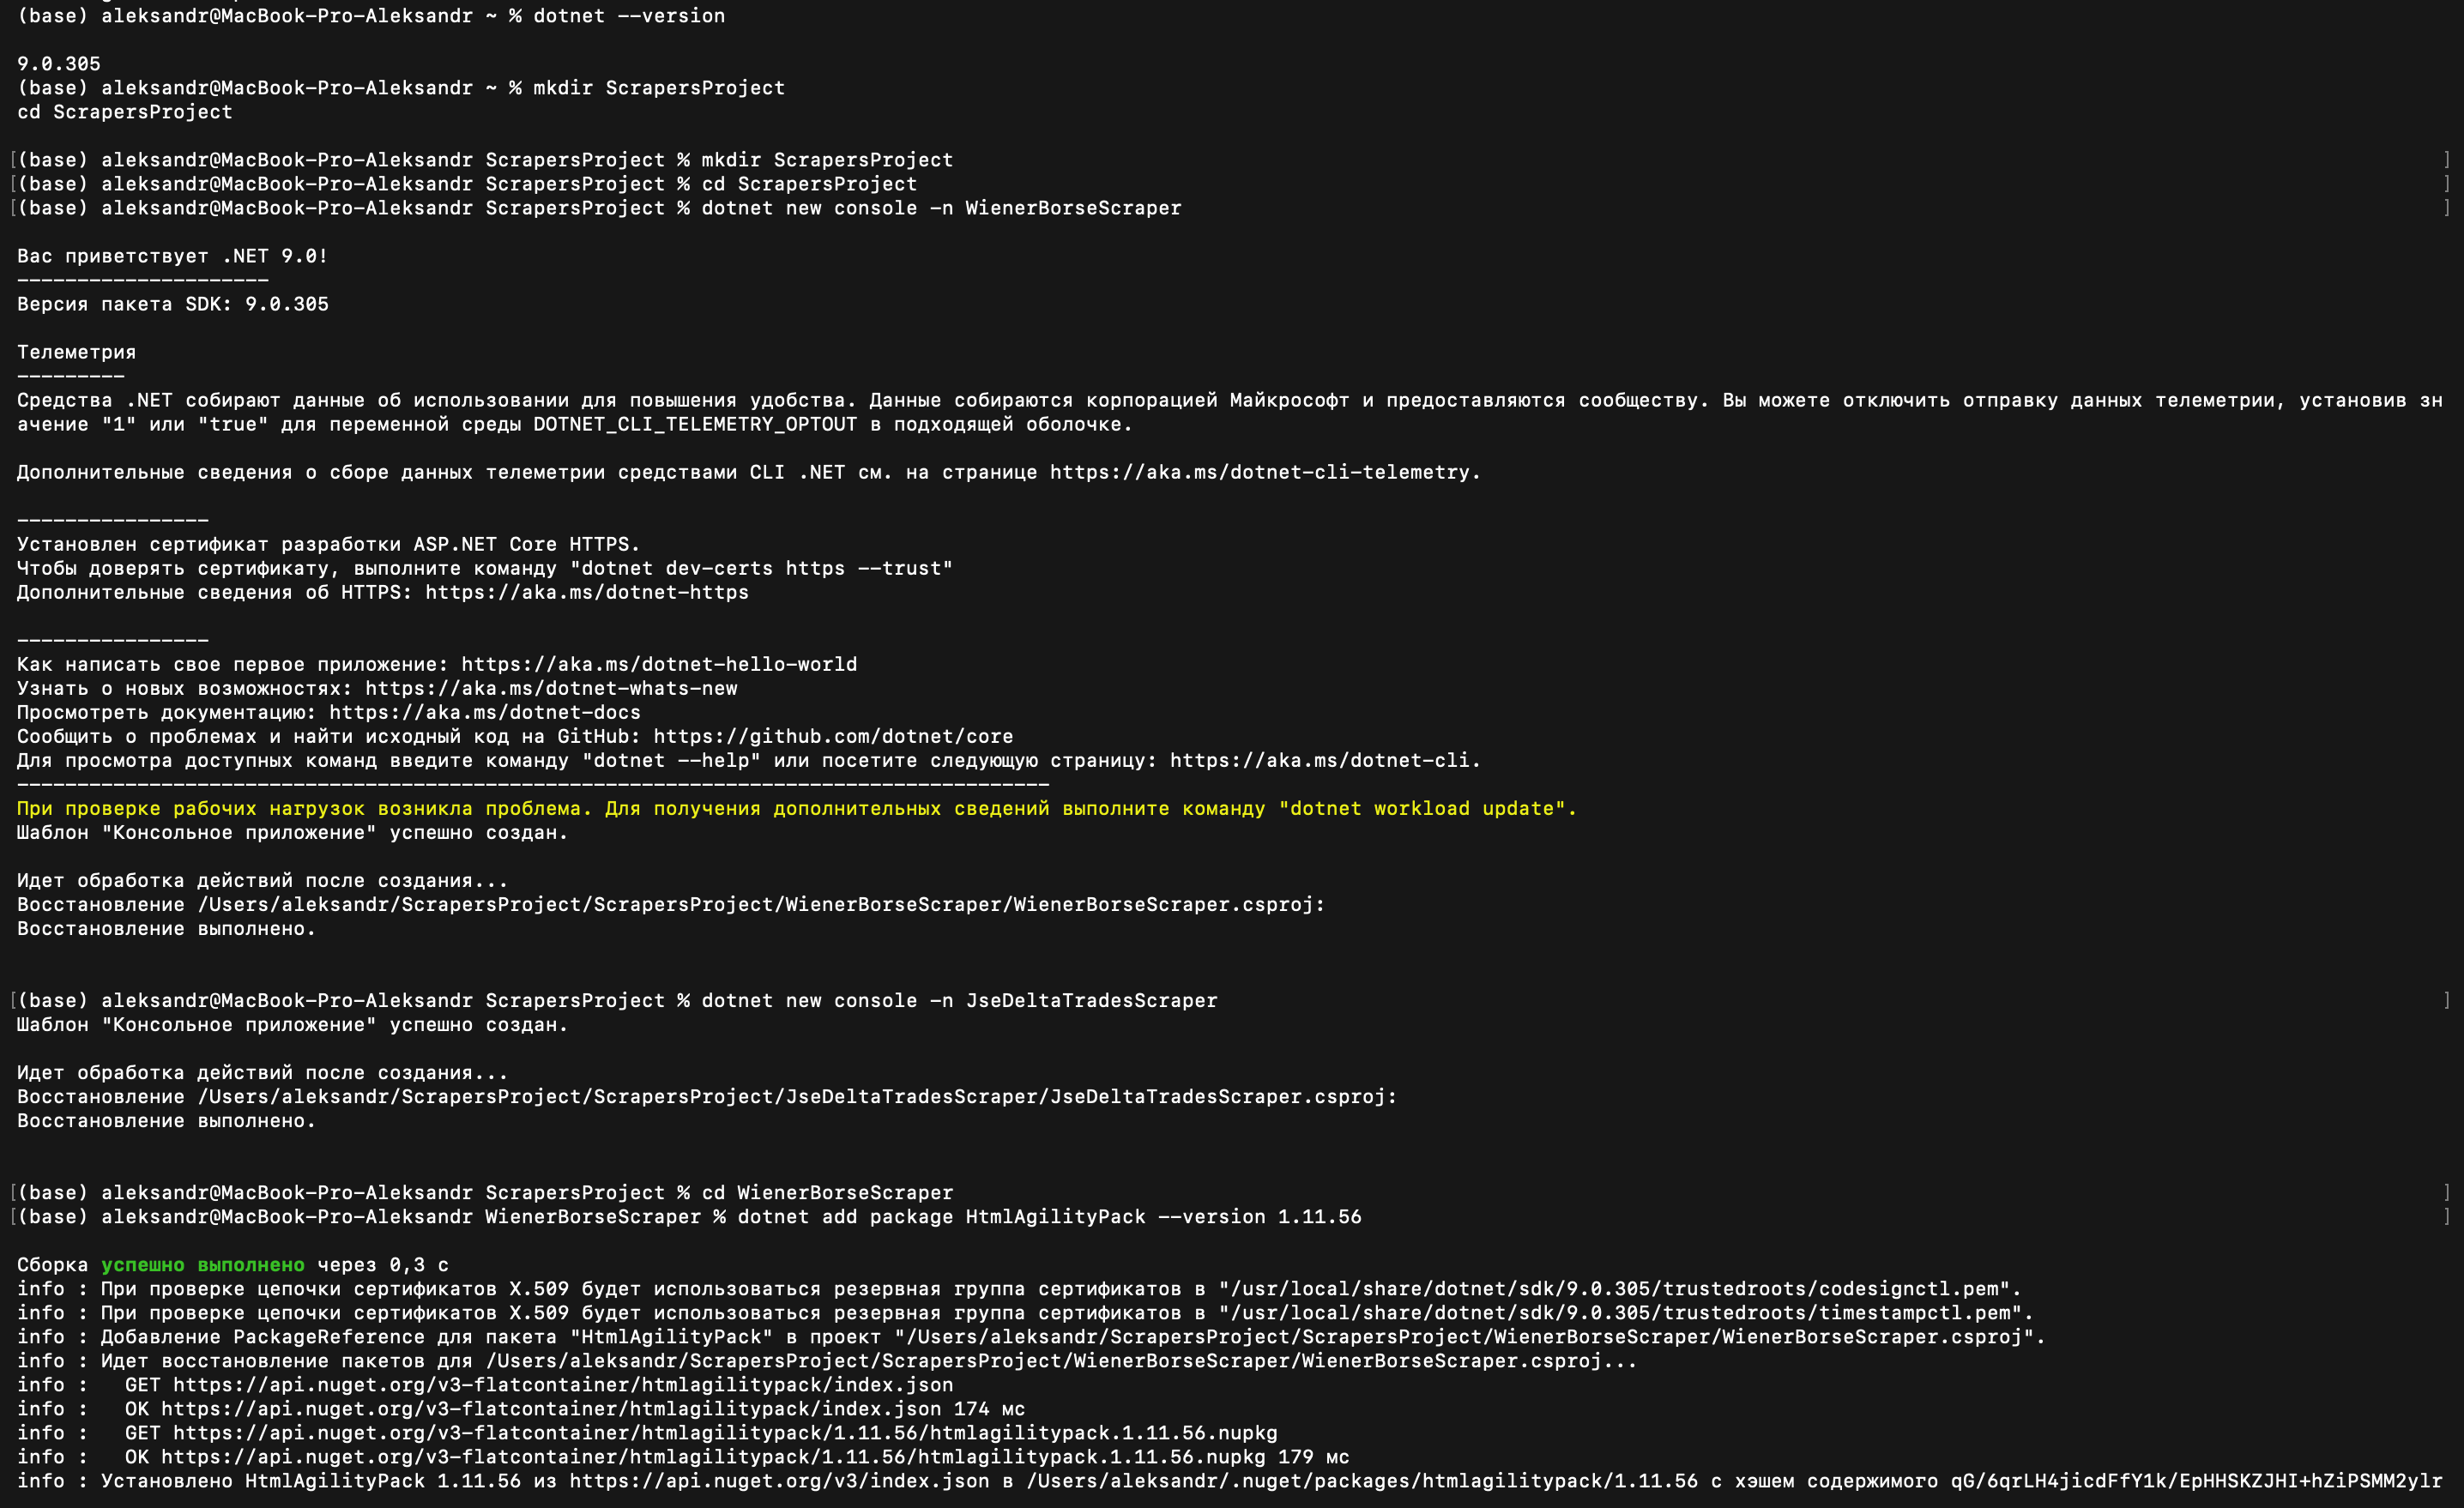 (base) aleksandr@MacBook-Pro-Aleksandr ~ % dotnet --version
9.0.305
(base) aleksandr@MacBook-Pro-Aleksandr ~ % mkdir ScrapersProject
cd ScrapersProject
[(base) aleksandr@MacBook-Pro-Aleksandr ScrapersProject % mkdir ScrapersProject ]
[(base) aleksandr@MacBook-Pro-Aleksandr ScrapersProject % cd ScrapersProject ]
[(base) aleksandr@MacBook-Pro-Aleksandr ScrapersProject % dotnet new console -n WienerBorseScraper ]
Вас приветствует .NET 9.0!
---------------------
Версия пакета SDK: 9.0.305
Телеметрия
---------
Средства .NET собирают данные об использовании для повышения удобства. Данные собираются корпорацией Майкрософт и предоставляются сообществу. Вы можете отключить отправку данных телеметрии, установив зн
ачение "1" или "true" для переменной среды DOTNET_CLI_TELEMETRY_OPTOUT в подходящей оболочке.
Дополнительные сведения о сборе данных телеметрии средствами CLI .NET см. на странице https://aka.ms/dotnet-cli-telemetry.
----------------
Установлен сертификат разработки ASP.NET Core HTTPS.
Чтобы доверять сертификату, выполните команду "dotnet dev-certs https --trust"
Дополнительные сведения об HTTPS: https://aka.ms/dotnet-https
----------------
Как написать свое первое приложение: https://aka.ms/dotnet-hello-world
Узнать о новых возможностях: https://aka.ms/dotnet-whats-new
Просмотреть документацию: https://aka.ms/dotnet-docs
Сообщить о проблемах и найти исходный код на GitHub: https://github.com/dotnet/core
Для просмотра доступных команд введите команду "dotnet --help" или посетите следующую страницу: https://aka.ms/dotnet-cli.
--------------------------------------------------------------------------------------
При проверке рабочих нагрузок возникла проблема. Для получения дополнительных сведений выполните команду "dotnet workload update".
Шаблон "Консольное приложение" успешно создан.
Идет обработка действий после создания...
Восстановление /Users/aleksandr/ScrapersProject/ScrapersProject/WienerBorseScraper/WienerBorseScraper.csproj:
Восстановление выполнено.
[(base) aleksandr@MacBook-Pro-Aleksandr ScrapersProject % dotnet new console -n JseDeltaTradesScraper ]
Шаблон "Консольное приложение" успешно создан.
Идет обработка действий после создания...
Восстановление /Users/aleksandr/ScrapersProject/ScrapersProject/JseDeltaTradesScraper/JseDeltaTradesScraper.csproj:
Восстановление выполнено.
[(base) aleksandr@MacBook-Pro-Aleksandr ScrapersProject % cd WienerBorseScraper ]
[(base) aleksandr@MacBook-Pro-Aleksandr WienerBorseScraper % dotnet add package HtmlAgilityPack --version 1.11.56 ]
Сборка успешно выполнено через 0,3 с
info : При проверке цепочки сертификатов X.509 будет использоваться резервная группа сертификатов в "/usr/local/share/dotnet/sdk/9.0.305/trustedroots/codesignctl.pem".
info : При проверке цепочки сертификатов X.509 будет использоваться резервная группа сертификатов в "/usr/local/share/dotnet/sdk/9.0.305/trustedroots/timestampctl.pem".
info : Добавление PackageReference для пакета "HtmlAgilityPack" в проект "/Users/aleksandr/ScrapersProject/ScrapersProject/WienerBorseScraper/WienerBorseScraper.csproj".
info : Идет восстановление пакетов для /Users/aleksandr/ScrapersProject/ScrapersProject/WienerBorseScraper/WienerBorseScraper.csproj...
info :   GET https://api.nuget.org/v3-flatcontainer/htmlagilitypack/index.json
info :   OK https://api.nuget.org/v3-flatcontainer/htmlagilitypack/index.json 174 мс
info :   GET https://api.nuget.org/v3-flatcontainer/htmlagilitypack/1.11.56/htmlagilitypack.1.11.56.nupkg
info :   OK https://api.nuget.org/v3-flatcontainer/htmlagilitypack/1.11.56/htmlagilitypack.1.11.56.nupkg 179 мс
info : Установлено HtmlAgilityPack 1.11.56 из https://api.nuget.org/v3/index.json в /Users/aleksandr/.nuget/packages/htmlagilitypack/1.11.56 с хэшем содержимого qG/6qrLH4jicdFfY1k/EpHHSKZJHI+hZiPSMM2ylr